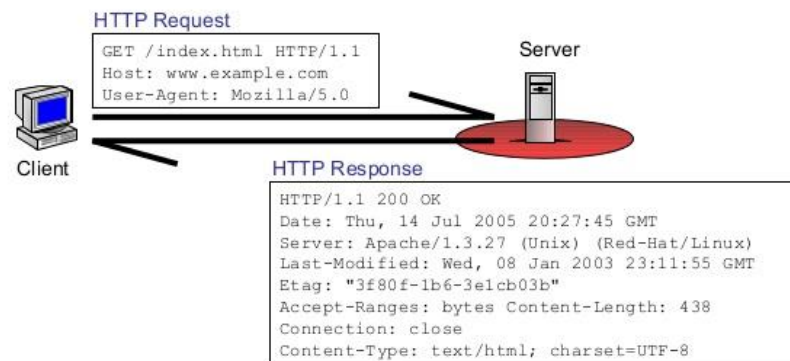 HTTP Request
GET /index.html HTTP/1.1
Host: www.example.com
User-Agent: Mozilla/5.0
Server
Client
HTTP Response
HTTP/1.1 200 OK
Date: Thu, 14 Jul 2005 20:27:45 GMT
Server: Apache/1.3.27 (Unix) (Red-Hat/Linux)
Last-Modified: Wed, 08 Jan 2003 23:11:55 GMT
Etag: "3f80f-1b6-3e1cb03b"
Accept-Ranges: bytes Content-Length: 438
Connection: close
Content-Type: text/html; charset=UTF-8